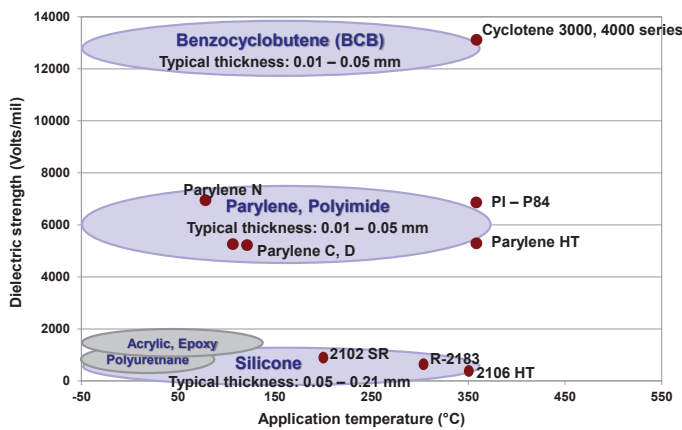 14000
12000
10000
8000
6000
4000
2000
0
Dielectric strength (Volts/mil)
Benzocyclobutene (BCB)
Typical thickness: 0.01 – 0.05 mm
Cyclotene 3000, 4000 series
Parylene N
Parylene, Polyimide
Typical thickness: 0.01 – 0.05 mm
Parylene C, D
PI – P84
Parylene HT
Acrylic, Epoxy
Polyurethane
Silicone
Typical thickness: 0.05 – 0.21 mm
2102 SR
R-2183
2106 HT
-50 50 150 250 350 450 550
Application temperature (°C)